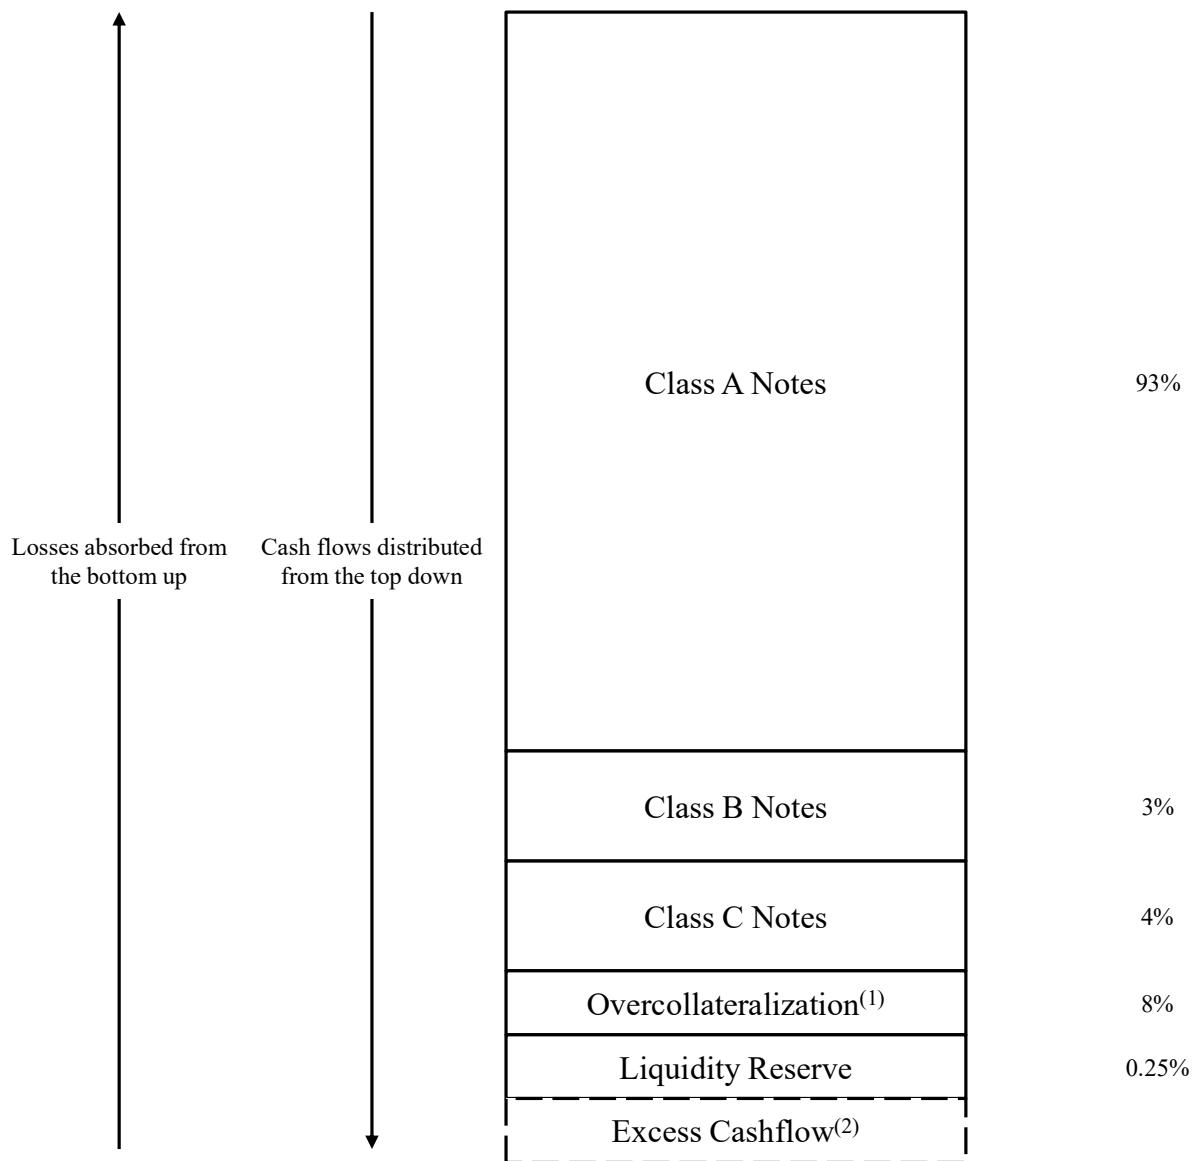 Class A Notes
93%
Losses absorbed from
the bottom up
Cash flows distributed
from the top down
Class B Notes
3%
Class C Notes
4%
Overcollateralization(1)
8%
Liquidity Reserve
0.25%
Excess Cashflow(2)